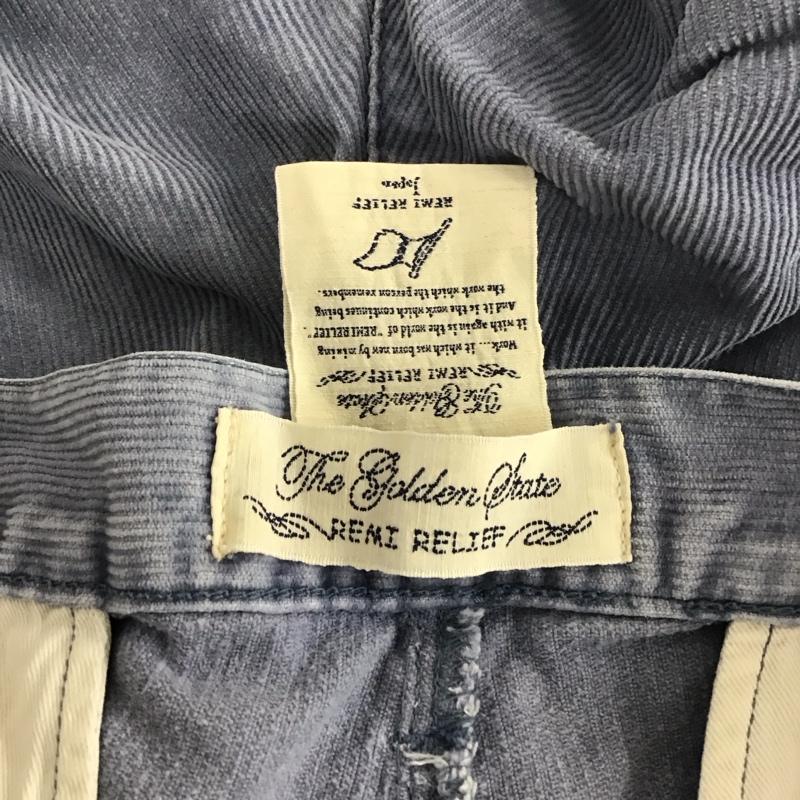 The Golden State
REMI RELIEF
The Golden State
REMI RELIEF
Work ... it which was born new by mixing
it with again is the world of "REMI RELIEF".
And it is the work which continues being
the work which the person remembers.
REMI RELIEF
Japan